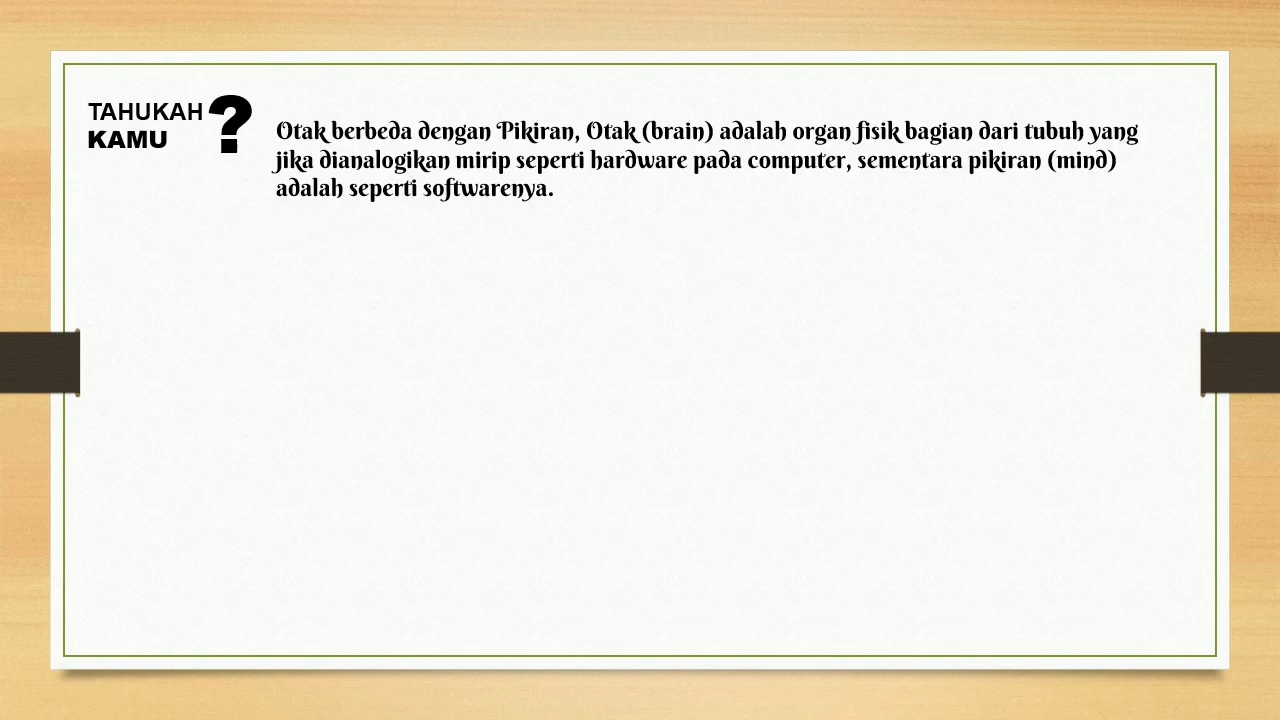 TAHUKAH
KAMU ?
Otak berbeda dengan Pikiran, Otak (brain) adalah organ fisik bagian dari tubuh yang
jika dianalogikan mirip seperti hardware pada computer, sementara pikiran (mind)
adalah seperti softwarenya.